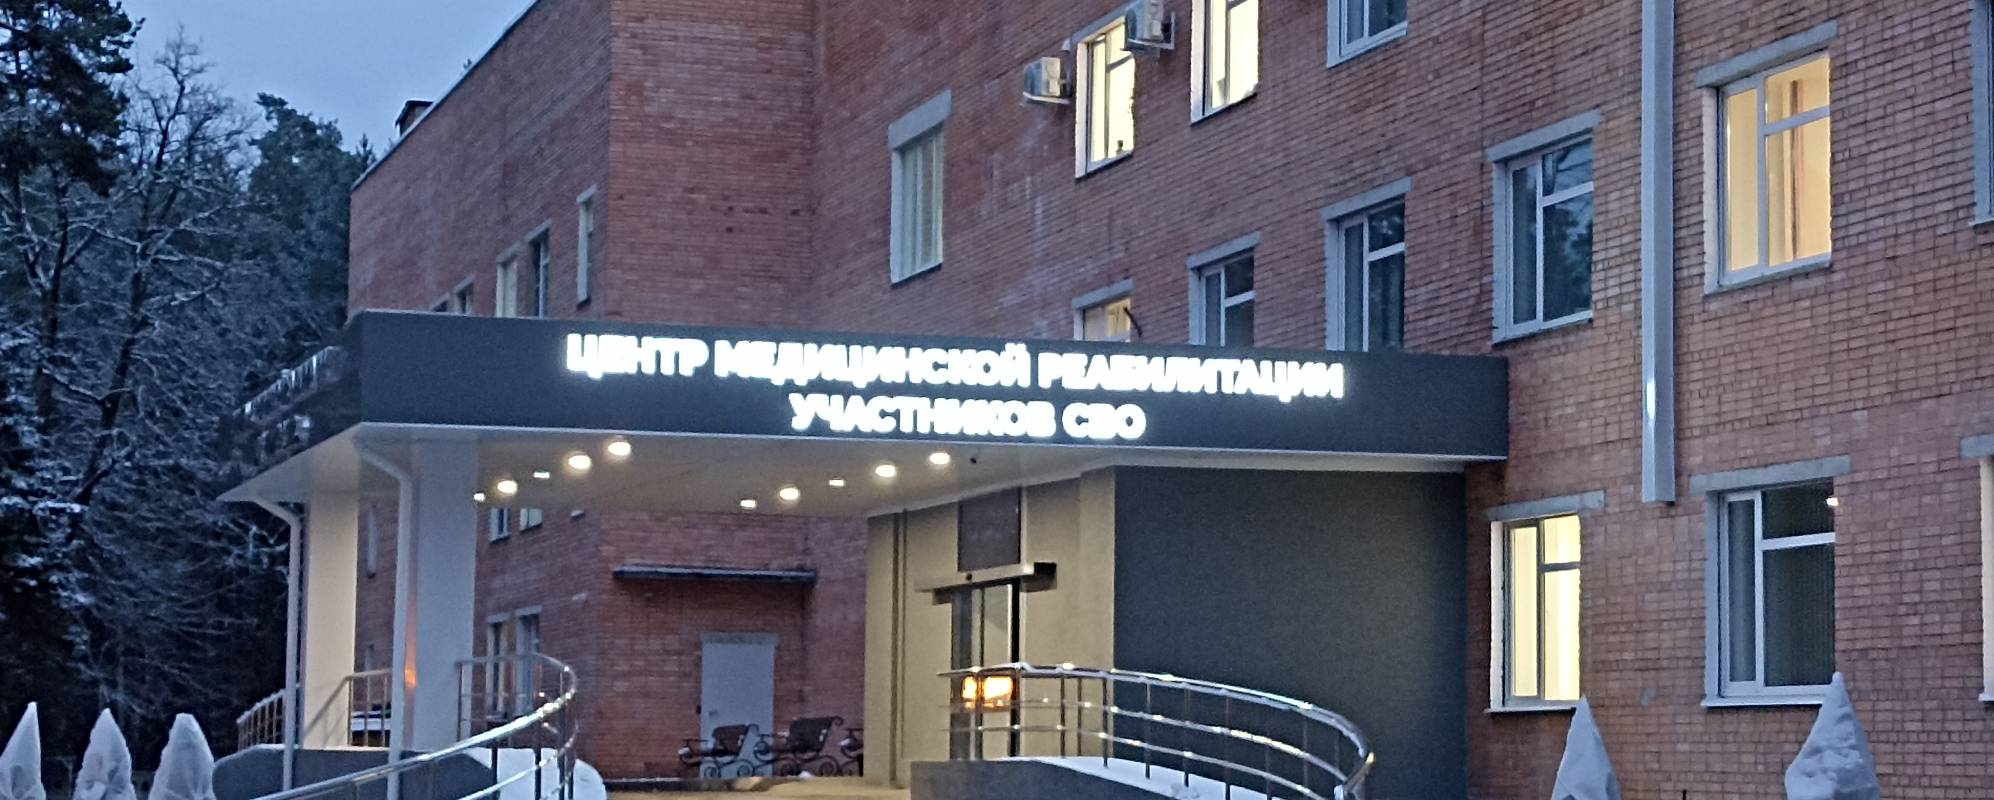 ЦЕНТР МЕДИЦИНСКОЙ РЕАБИЛИТАЦИИ
УЧАСТНИКОВ СВО